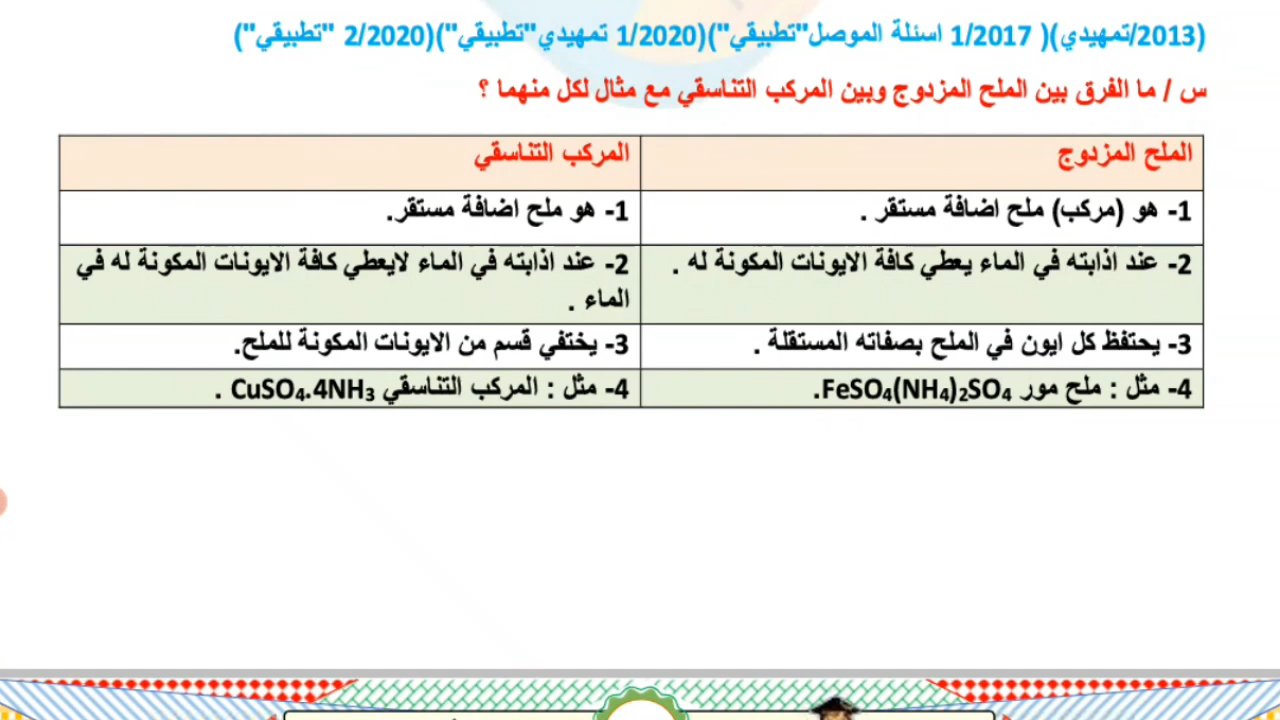 (2013/تمهيدي)( 1/2017 اسئلة الموصل"تطبيقي")(1/2020 تمهيدي"تطبيقي")(2/2020 "تطبيقي")
س / ما الفرق بين الملح المزدوج وبين المركب التناسقي مع مثال لكل منهما ؟
الملح المزدوج
المركب التناسقي
1- هو (مركب) ملح اضافة مستقر .
1- هو ملح اضافة مستقر.
2- عند اذابته في الماء يعطي كافة الايونات المكونة له .
2- عند اذابته في الماء لايعطي كافة الايونات المكونة له في
الماء .
3- يحتفظ كل ايون في الملح بصفاته المستقلة .
3- يختفي قسم من الايونات المكونة للملح.
4- مثل : ملح مور FeSO₄(NH₄)₂SO₄.
4- مثل : المركب التناسقي CuSO₄.4NH₃ .